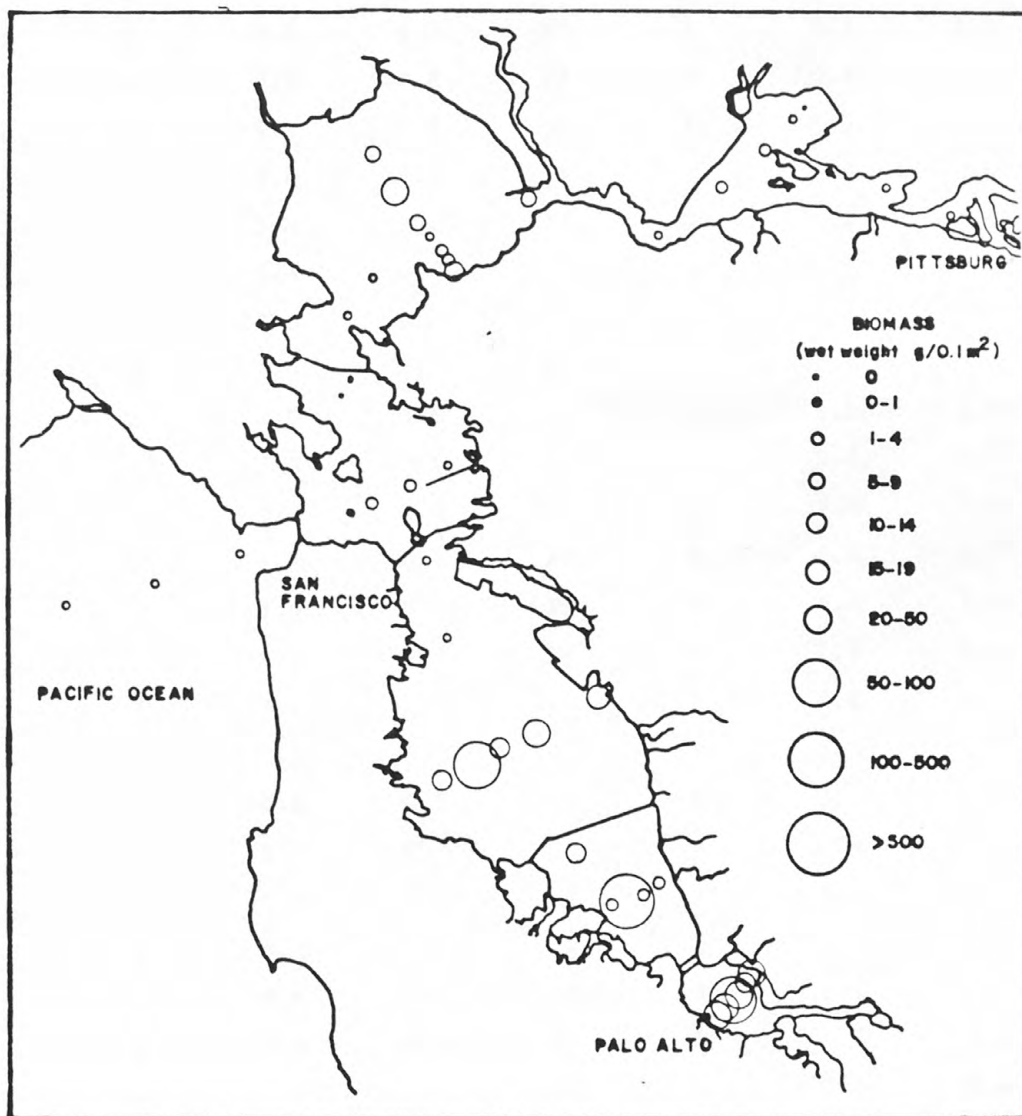 PITTSBURG
BIOMASS
(wet weight g/0.1m²)
0
0-1
1-4
5-9
10-14
15-19
20-50
50-100
100-500
>500
SAN
FRANCISCO
PACIFIC OCEAN
PALO ALTO